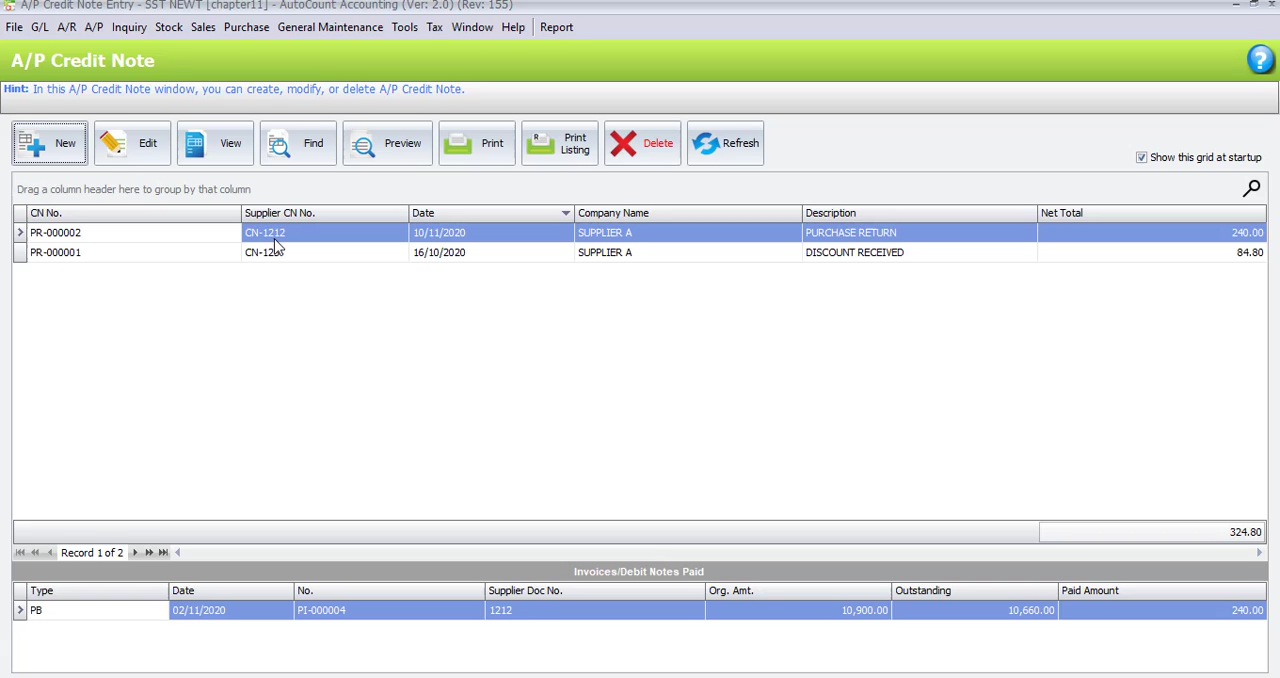 A/P Credit Note Entry - SST NEWT [chapter11] - AutoCount Accounting (Ver: 2.0) (Rev: 155)
File G/L A/R A/P Inquiry Stock Sales Purchase General Maintenance Tools Tax Window Help Report
A/P Credit Note
Hint: In this A/P Credit Note window, you can create, modify, or delete A/P Credit Note.
New Edit View Find Preview Print Print Listing Delete Refresh
Show this grid at startup
Drag a column header here to group by that column
CN No. Supplier CN No. Date Company Name Description Net Total
PR-000002 CN-1212 10/11/2020 SUPPLIER A PURCHASE RETURN 240.00
PR-000001 16/10/2020 SUPPLIER A DISCOUNT RECEIVED 84.80
324.80
Record 1 of 2
Invoices/Debit Notes Paid
Type Date No. Supplier Doc No. Org. Amt. Outstanding Paid Amount
PB 02/11/2020 PI-000004 1212 10,900.00 10,660.00 240.00